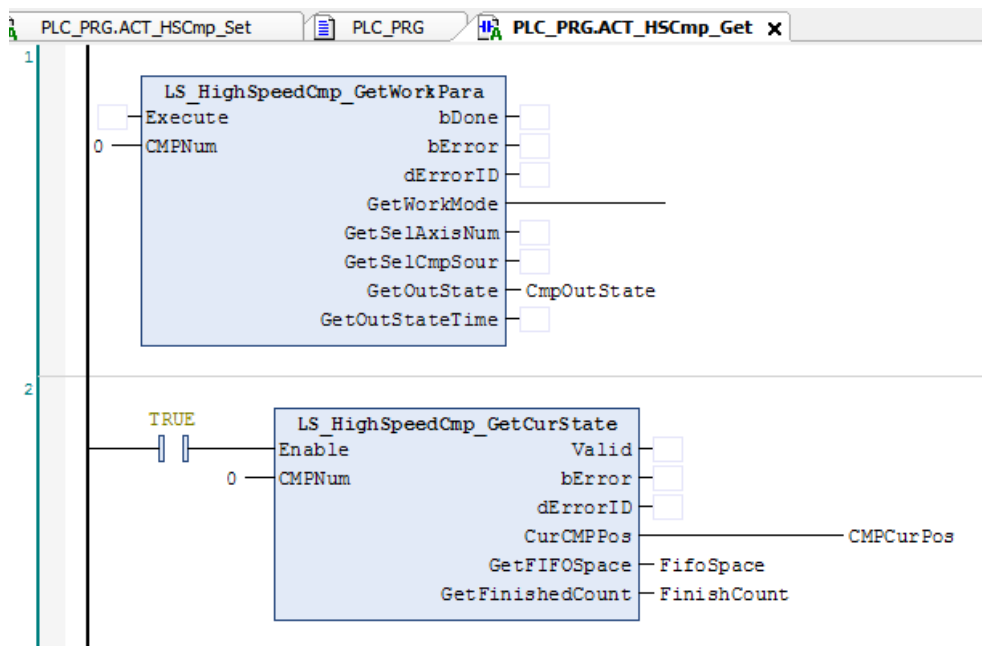 PLC_PRG.ACT_HSCmp_Set PLC_PRG PLC_PRG.ACT_HSCmp_Get X
1
LS_HighSpeedCmp_GetWorkPara
Execute bDone
0 CMPNum bError
dErrorID
GetWorkMode
GetSelAxisNum
GetSelCmpSour
GetOutState CmpOutState
GetOutStateTime
2
TRUE
LS_HighSpeedCmp_GetCurState
Enable Valid
0 CMPNum bError
dErrorID
CurCMPPos CMPCurPos
GetFIFOSpace FifoSpace
GetFinishedCount FinishCount